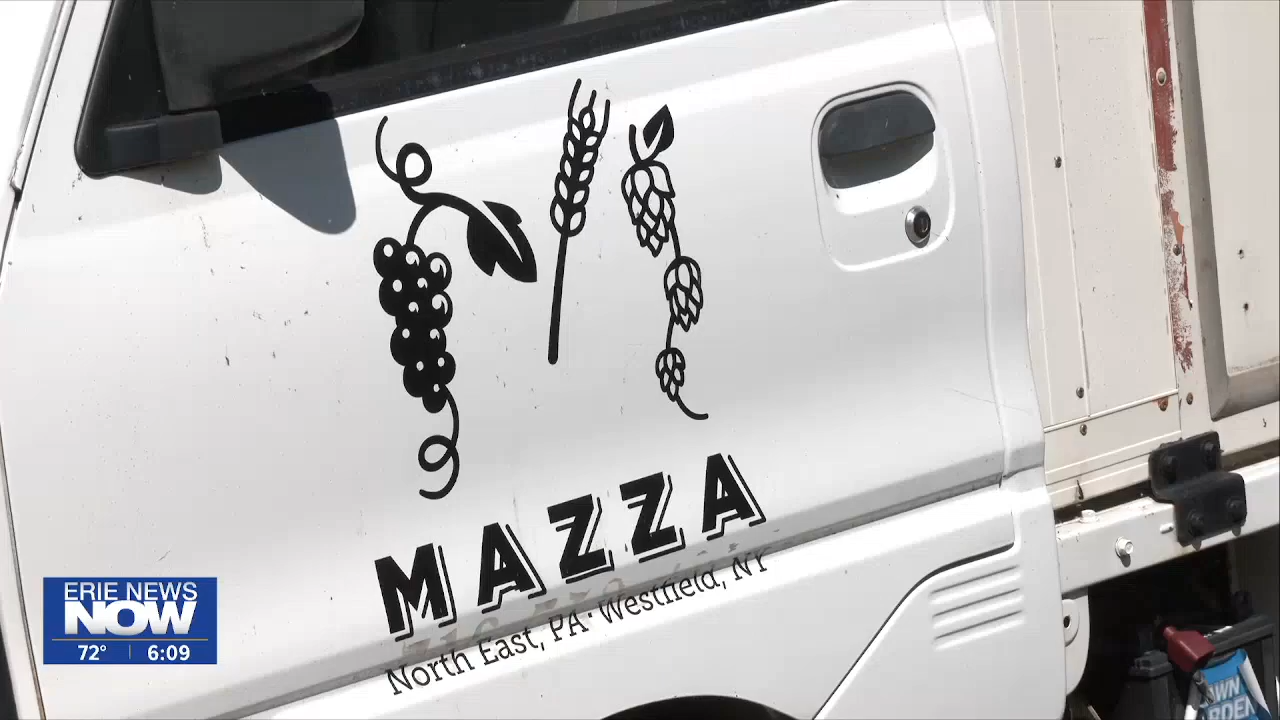 MAZZA
North East, PA · Westfield, NY
ERIE NEWS
NOW
72° 6:09